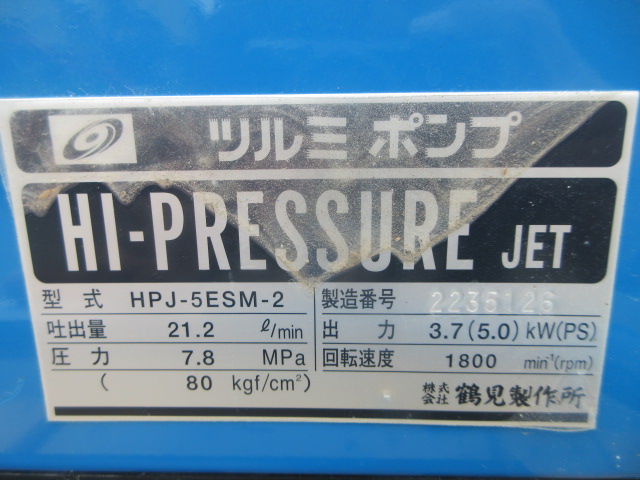 ツルミポンプ
HI-PRESSURE JET
型式 HPJ-5ESM-2 製造番号 2235126
吐出量 21.2 ℓ/min 出力 3.7(5.0) kW(PS)
圧力 7.8 MPa 回転速度 1800 min⁻¹(rpm)
( 80 kgf/cm²) 株式会社 鶴見製作所